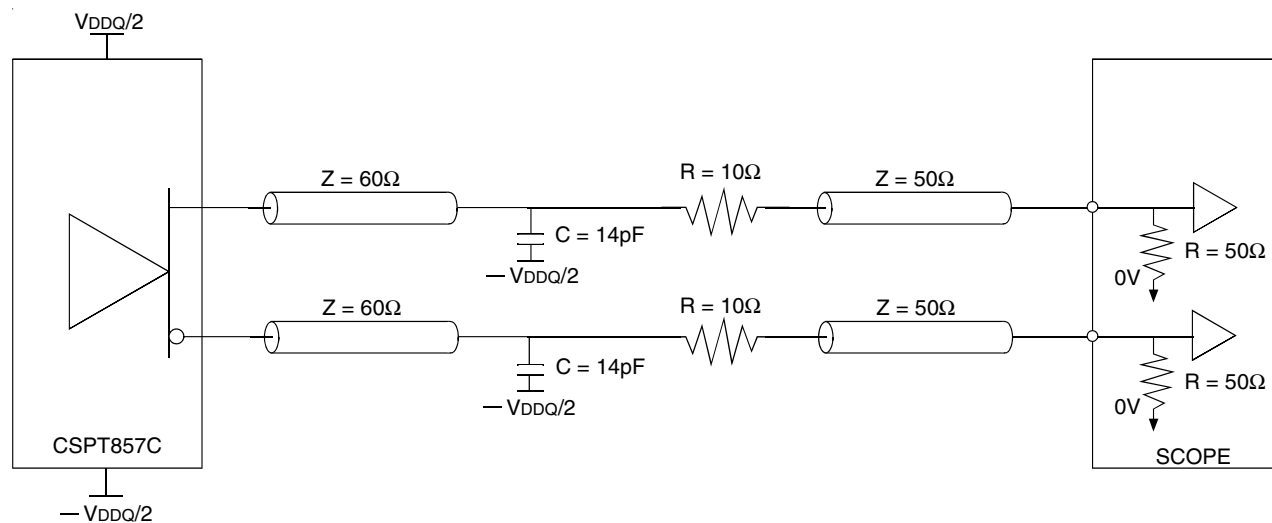 VDDQ/2
Z = 60Ω
R = 10Ω
Z = 50Ω
C = 14pF
R = 50Ω
— VDDQ/2
0V
Z = 60Ω
R = 10Ω
Z = 50Ω
C = 14pF
R = 50Ω
— VDDQ/2
0V
CSPT857C
SCOPE
— VDDQ/2